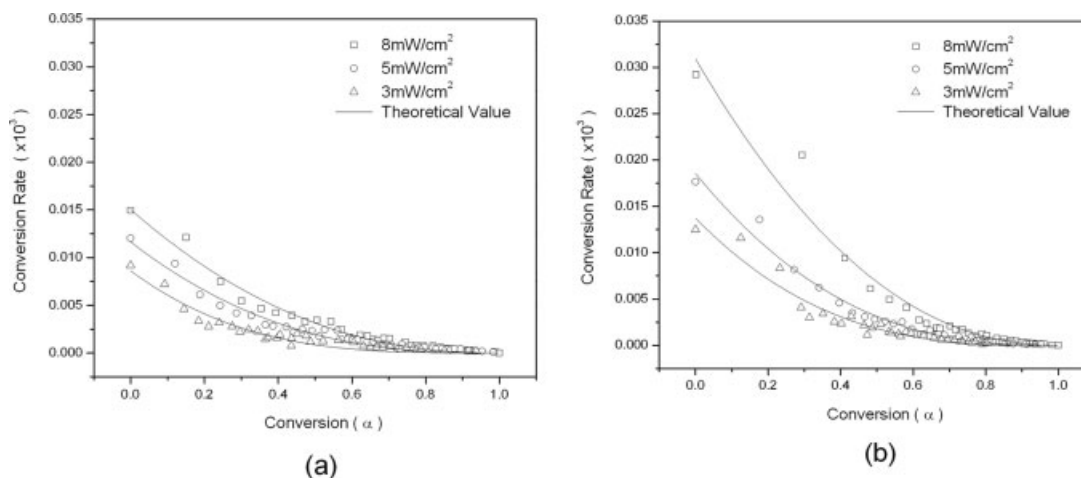 0.035
0.030
0.025
0.020
0.015
0.010
0.005
0.000
Conversion Rate ( x10³ )
8mW/cm²
5mW/cm²
3mW/cm²
Theoretical Value
0.0 0.2 0.4 0.6 0.8 1.0
Conversion ( α )
(a)
0.035
0.030
0.025
0.020
0.015
0.010
0.005
0.000
Conversion Rate ( x10³ )
8mW/cm²
5mW/cm²
3mW/cm²
Theoretical Value
0.0 0.2 0.4 0.6 0.8 1.0
Conversion ( α )
(b)